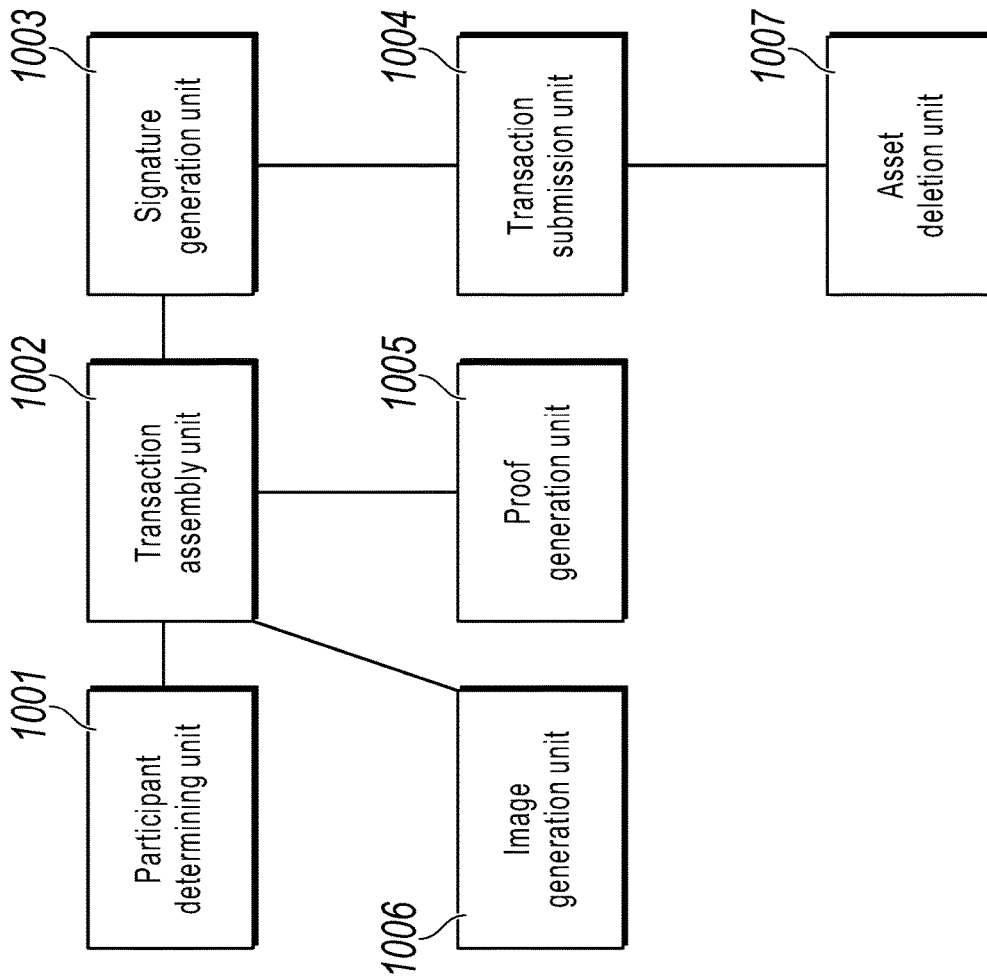 1001
Participant
determining unit
1002
Transaction
assembly unit
1003
Signature
generation unit
1006
Image
generation unit
1005
Proof
generation unit
1004
Transaction
submission unit
1007
Asset
deletion unit